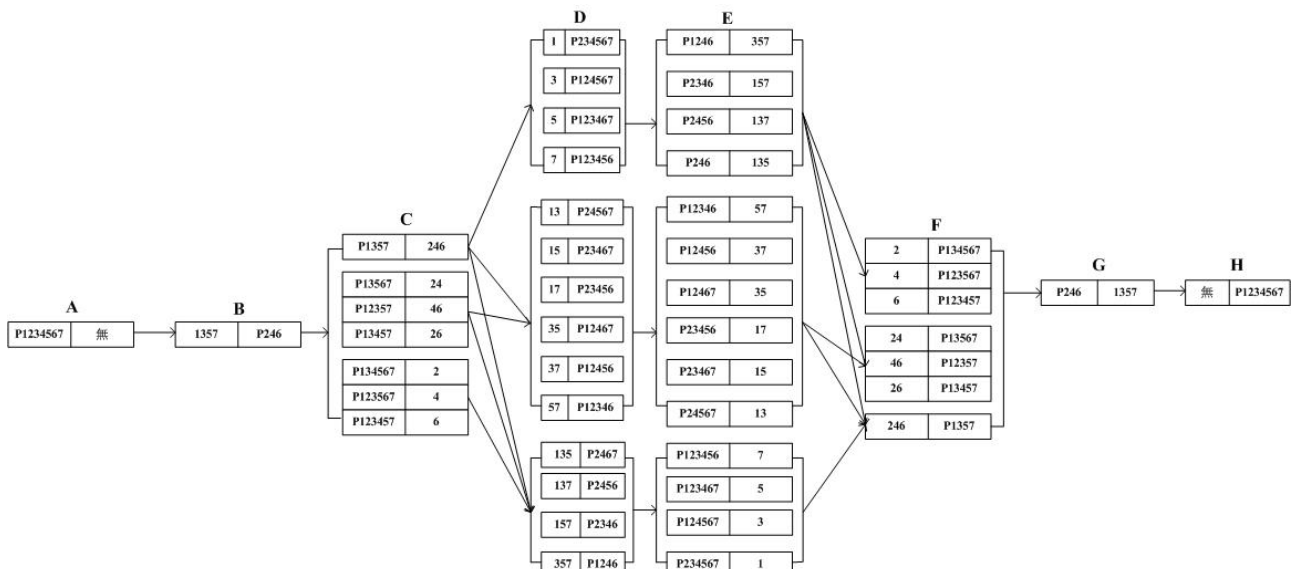 A
P1234567 無
B
1357 P246
C
P1357 246
P13567 24
P12357 46
P13457 26
P134567 2
P123567 4
P123457 6
D
1 P234567
3 P124567
5 P123467
7 P123456
13 P24567
15 P23467
17 P23456
35 P12467
37 P12456
57 P12346
135 P2467
137 P2456
157 P2346
357 P1246
E
P1246 357
P2346 157
P2456 137
P246 135
P12346 57
P12456 37
P12467 35
P23456 17
P23467 15
P24567 13
P123456 7
P123467 5
P124567 3
P234567 1
F
2 P134567
4 P123567
6 P123457
24 P13567
46 P12357
26 P13457
246 P1357
G
P246 1357
H
無 P1234567